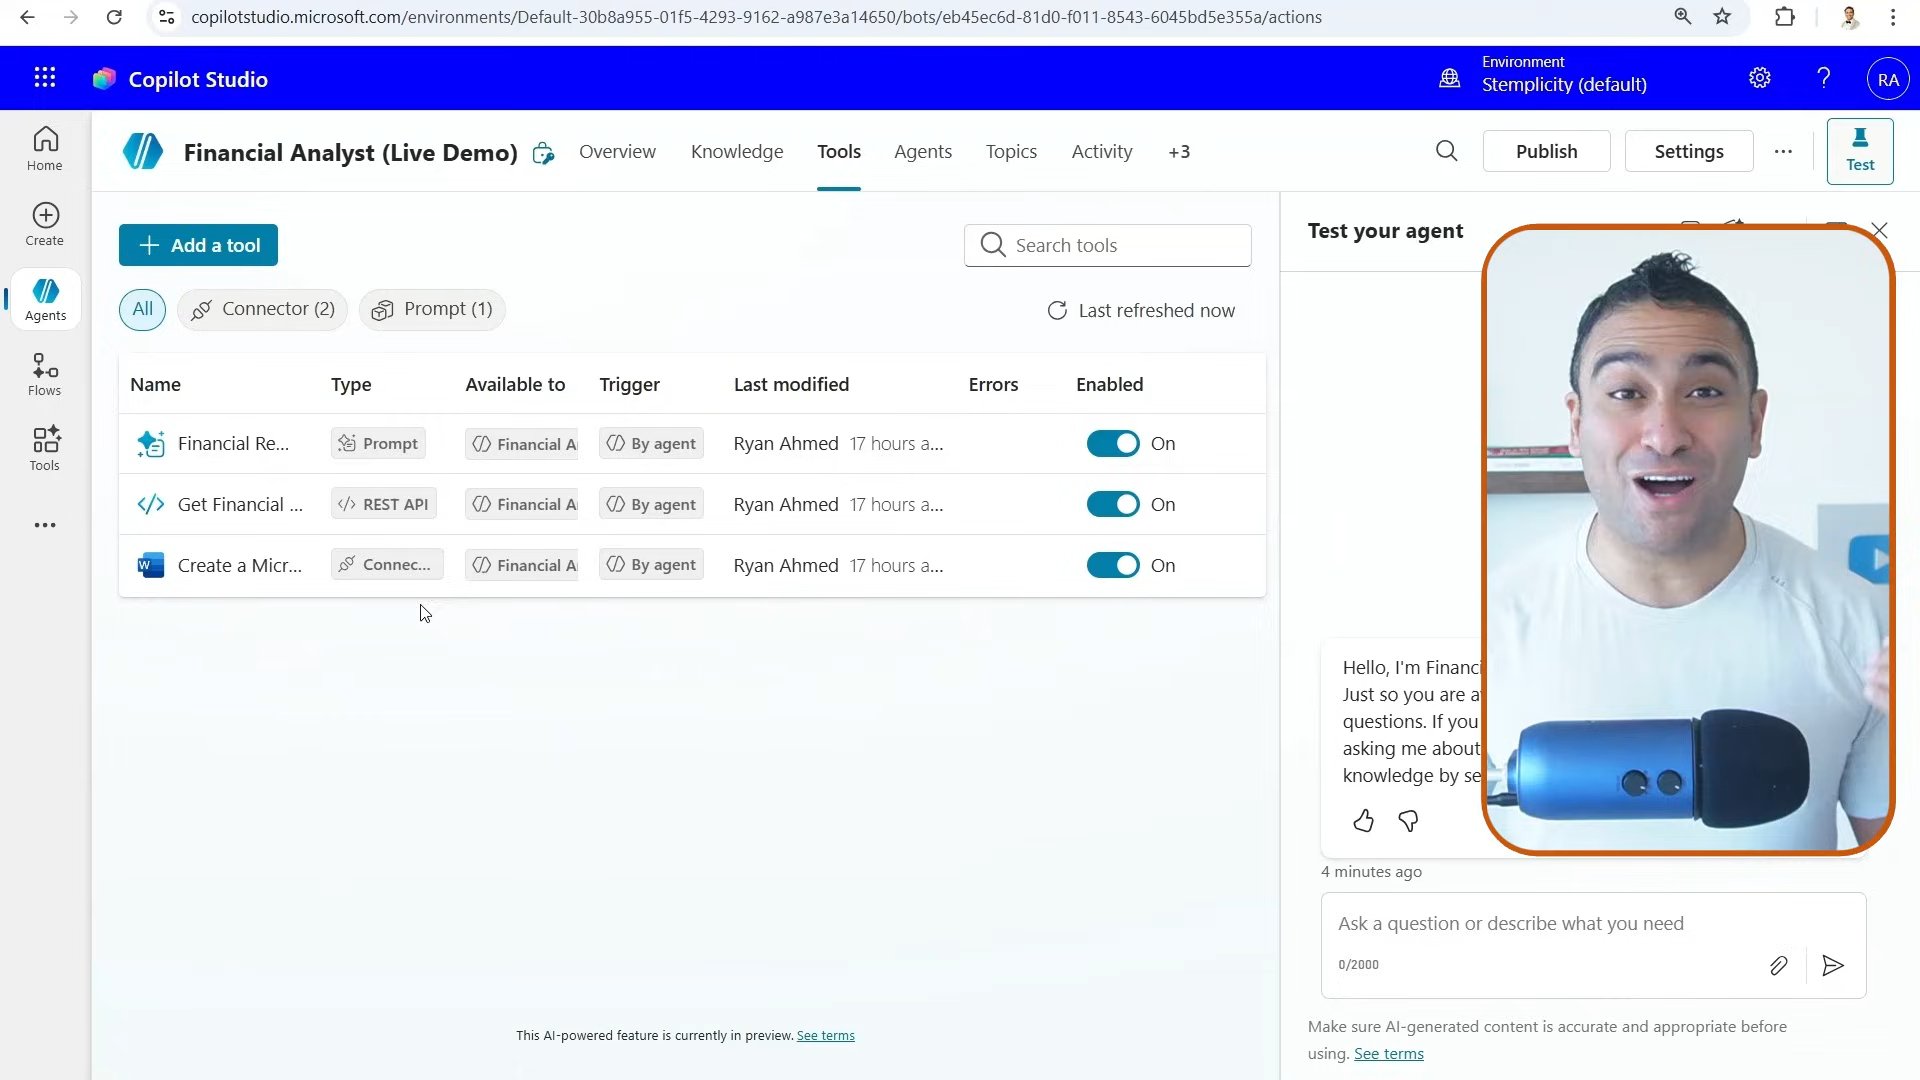 copilotstudio.microsoft.com/environments/Default-30b8a955-01f5-4293-9162-a987e3a14650/bots/eb45ec6d-81d0-f011-8543-6045bd5e355a/actions
Copilot Studio
Environment
Stemplicity (default)
?
RA
Home
Create
Agents
Flows
Tools
Financial Analyst (Live Demo)
Overview
Knowledge
Tools
Agents
Topics
Activity
+3
Publish
Settings
Test
Add a tool
Search tools
All
Connector (2)
Prompt (1)
Last refreshed now
Name Type Available to Trigger Last modified Errors Enabled
Financial Re... Prompt Financial A By agent Ryan Ahmed 17 hours a... On
Get Financial ... REST API Financial A By agent Ryan Ahmed 17 hours a... On
Create a Micr... Connec... Financial A By agent Ryan Ahmed 17 hours a... On
This AI-powered feature is currently in preview. See terms
Test your agent
Hello, I'm Financi
Just so you are a
questions. If you
asking me about
knowledge by se
4 minutes ago
Ask a question or describe what you need
0/2000
Make sure AI-generated content is accurate and appropriate before
using. See terms